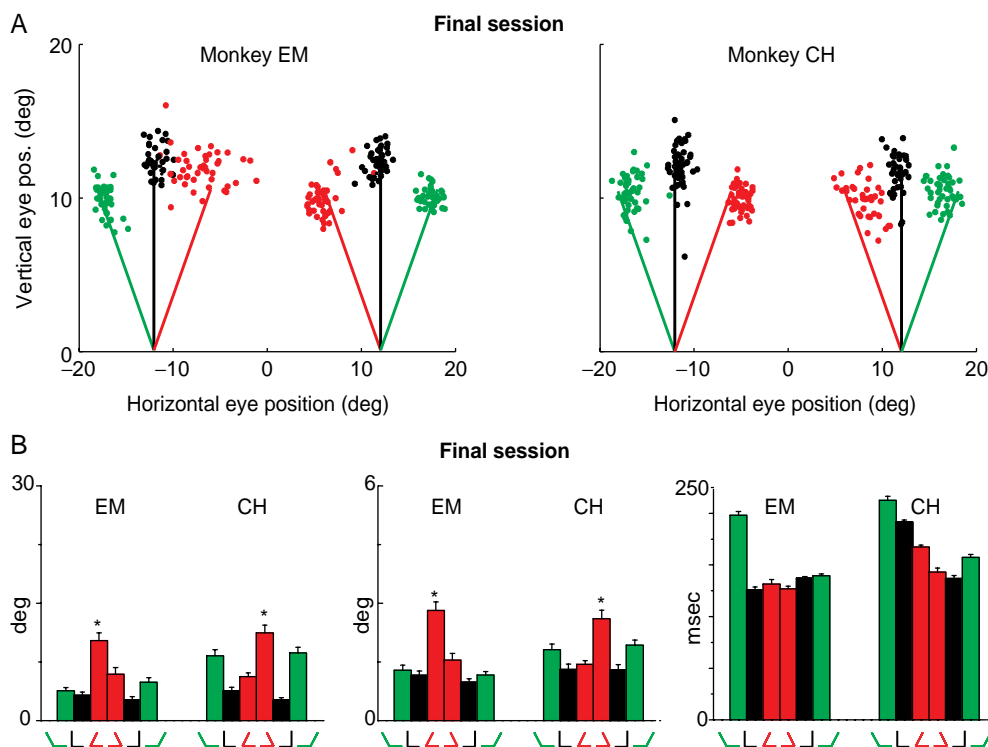 A
Final session
Monkey EM
Monkey CH
Vertical eye pos. (deg)
20
10
0
−20
−10
0
10
20
−20
−10
0
10
20
Horizontal eye position (deg)
Horizontal eye position (deg)
B
Final session
30
deg
0
EM
CH
*
*
6
deg
0
EM
CH
*
*
250
msec
0
EM
CH